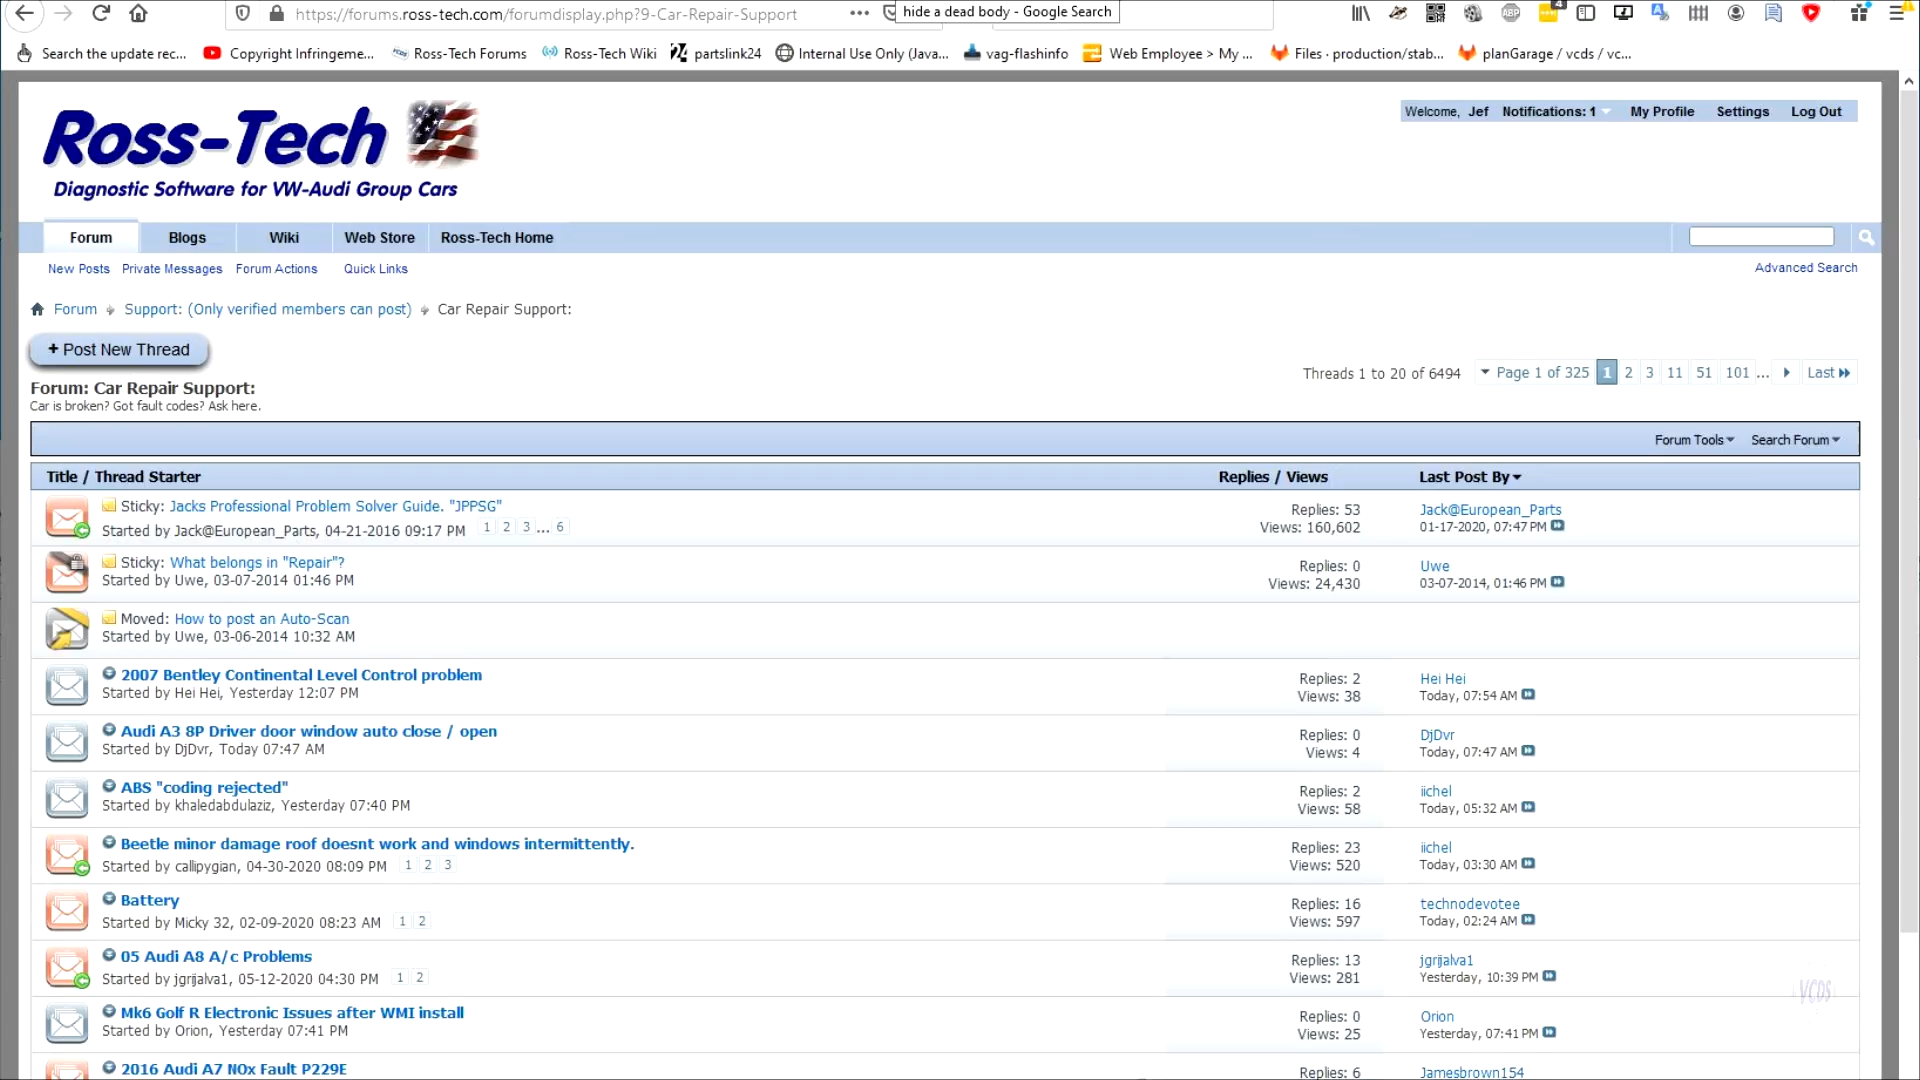 https://forums.ross-tech.com/forumdisplay.php?9-Car-Repair-Support
hide a dead body - Google Search
ABP
4
Search the update rec...
Copyright Infringeme...
Ross-Tech Forums
Ross-Tech Wiki
partslink24
Internal Use Only (Java...
vag-flashinfo
Web Employee > My ...
Files · production/stab...
planGarage / vcds / vc...
Ross-Tech
Diagnostic Software for VW-Audi Group Cars
Welcome, Jef Notifications: 1 My Profile Settings Log Out
Forum Blogs Wiki Web Store Ross-Tech Home
New Posts Private Messages Forum Actions Quick Links
Advanced Search
Forum Support: (Only verified members can post) Car Repair Support:
+ Post New Thread
Threads 1 to 20 of 6494 Page 1 of 325 1 2 3 11 51 101 ... Last
Forum: Car Repair Support:
Car is broken? Got fault codes? Ask here.
Forum Tools Search Forum
Title / Thread Starter Replies / Views Last Post By
Sticky: Jacks Professional Problem Solver Guide. "JPPSG"
Started by Jack@European_Parts, 04-21-2016 09:17 PM 1 2 3 ... 6
Replies: 53
Views: 160,602
Jack@European_Parts
01-17-2020, 07:47 PM
Sticky: What belongs in "Repair"?
Started by Uwe, 03-07-2014 01:46 PM
Replies: 0
Views: 24,430
Uwe
03-07-2014, 01:46 PM
Moved: How to post an Auto-Scan
Started by Uwe, 03-06-2014 10:32 AM
2007 Bentley Continental Level Control problem
Started by Hei Hei, Yesterday 12:07 PM
Replies: 2
Views: 38
Hei Hei
Today, 07:54 AM
Audi A3 8P Driver door window auto close / open
Started by DjDvr, Today 07:47 AM
Replies: 0
Views: 4
DjDvr
Today, 07:47 AM
ABS "coding rejected"
Started by khaledabdulaziz, Yesterday 07:40 PM
Replies: 2
Views: 58
iichel
Today, 05:32 AM
Beetle minor damage roof doesnt work and windows intermittently.
Started by callipygian, 04-30-2020 08:09 PM 1 2 3
Replies: 23
Views: 520
iichel
Today, 03:30 AM
Battery
Started by Micky 32, 02-09-2020 08:23 AM 1 2
Replies: 16
Views: 597
technodevotee
Today, 02:24 AM
05 Audi A8 A/c Problems
Started by jgrijalva1, 05-12-2020 04:30 PM 1 2
Replies: 13
Views: 281
jgrijalva1
Yesterday, 10:39 PM
Mk6 Golf R Electronic Issues after WMI install
Started by Orion, Yesterday 07:41 PM
Replies: 0
Views: 25
Orion
Yesterday, 07:41 PM
VCDS
2016 Audi A7 NOx Fault P229E
Replies: 6
Jamesbrown154